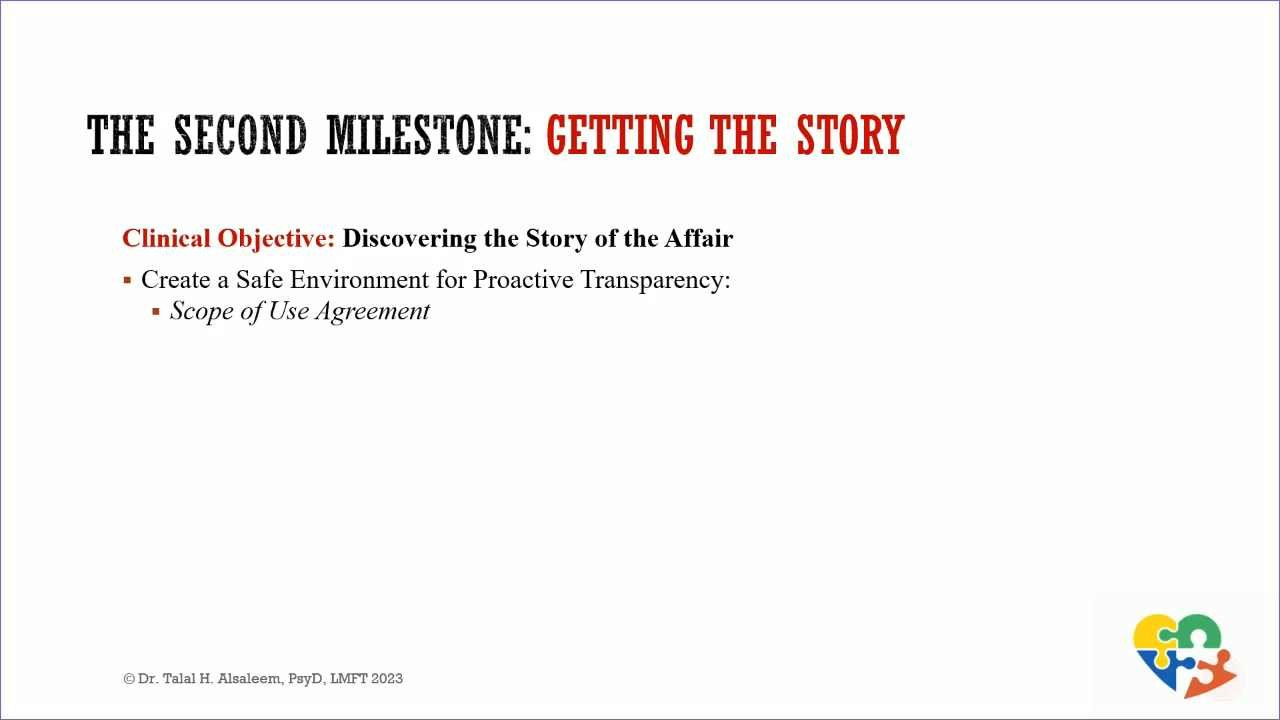 THE SECOND MILESTONE: GETTING THE STORY
Clinical Objective: Discovering the Story of the Affair
▪ Create a Safe Environment for Proactive Transparency:
▪ Scope of Use Agreement
© Dr. Talal H. Alsaleem, PsyD, LMFT 2023